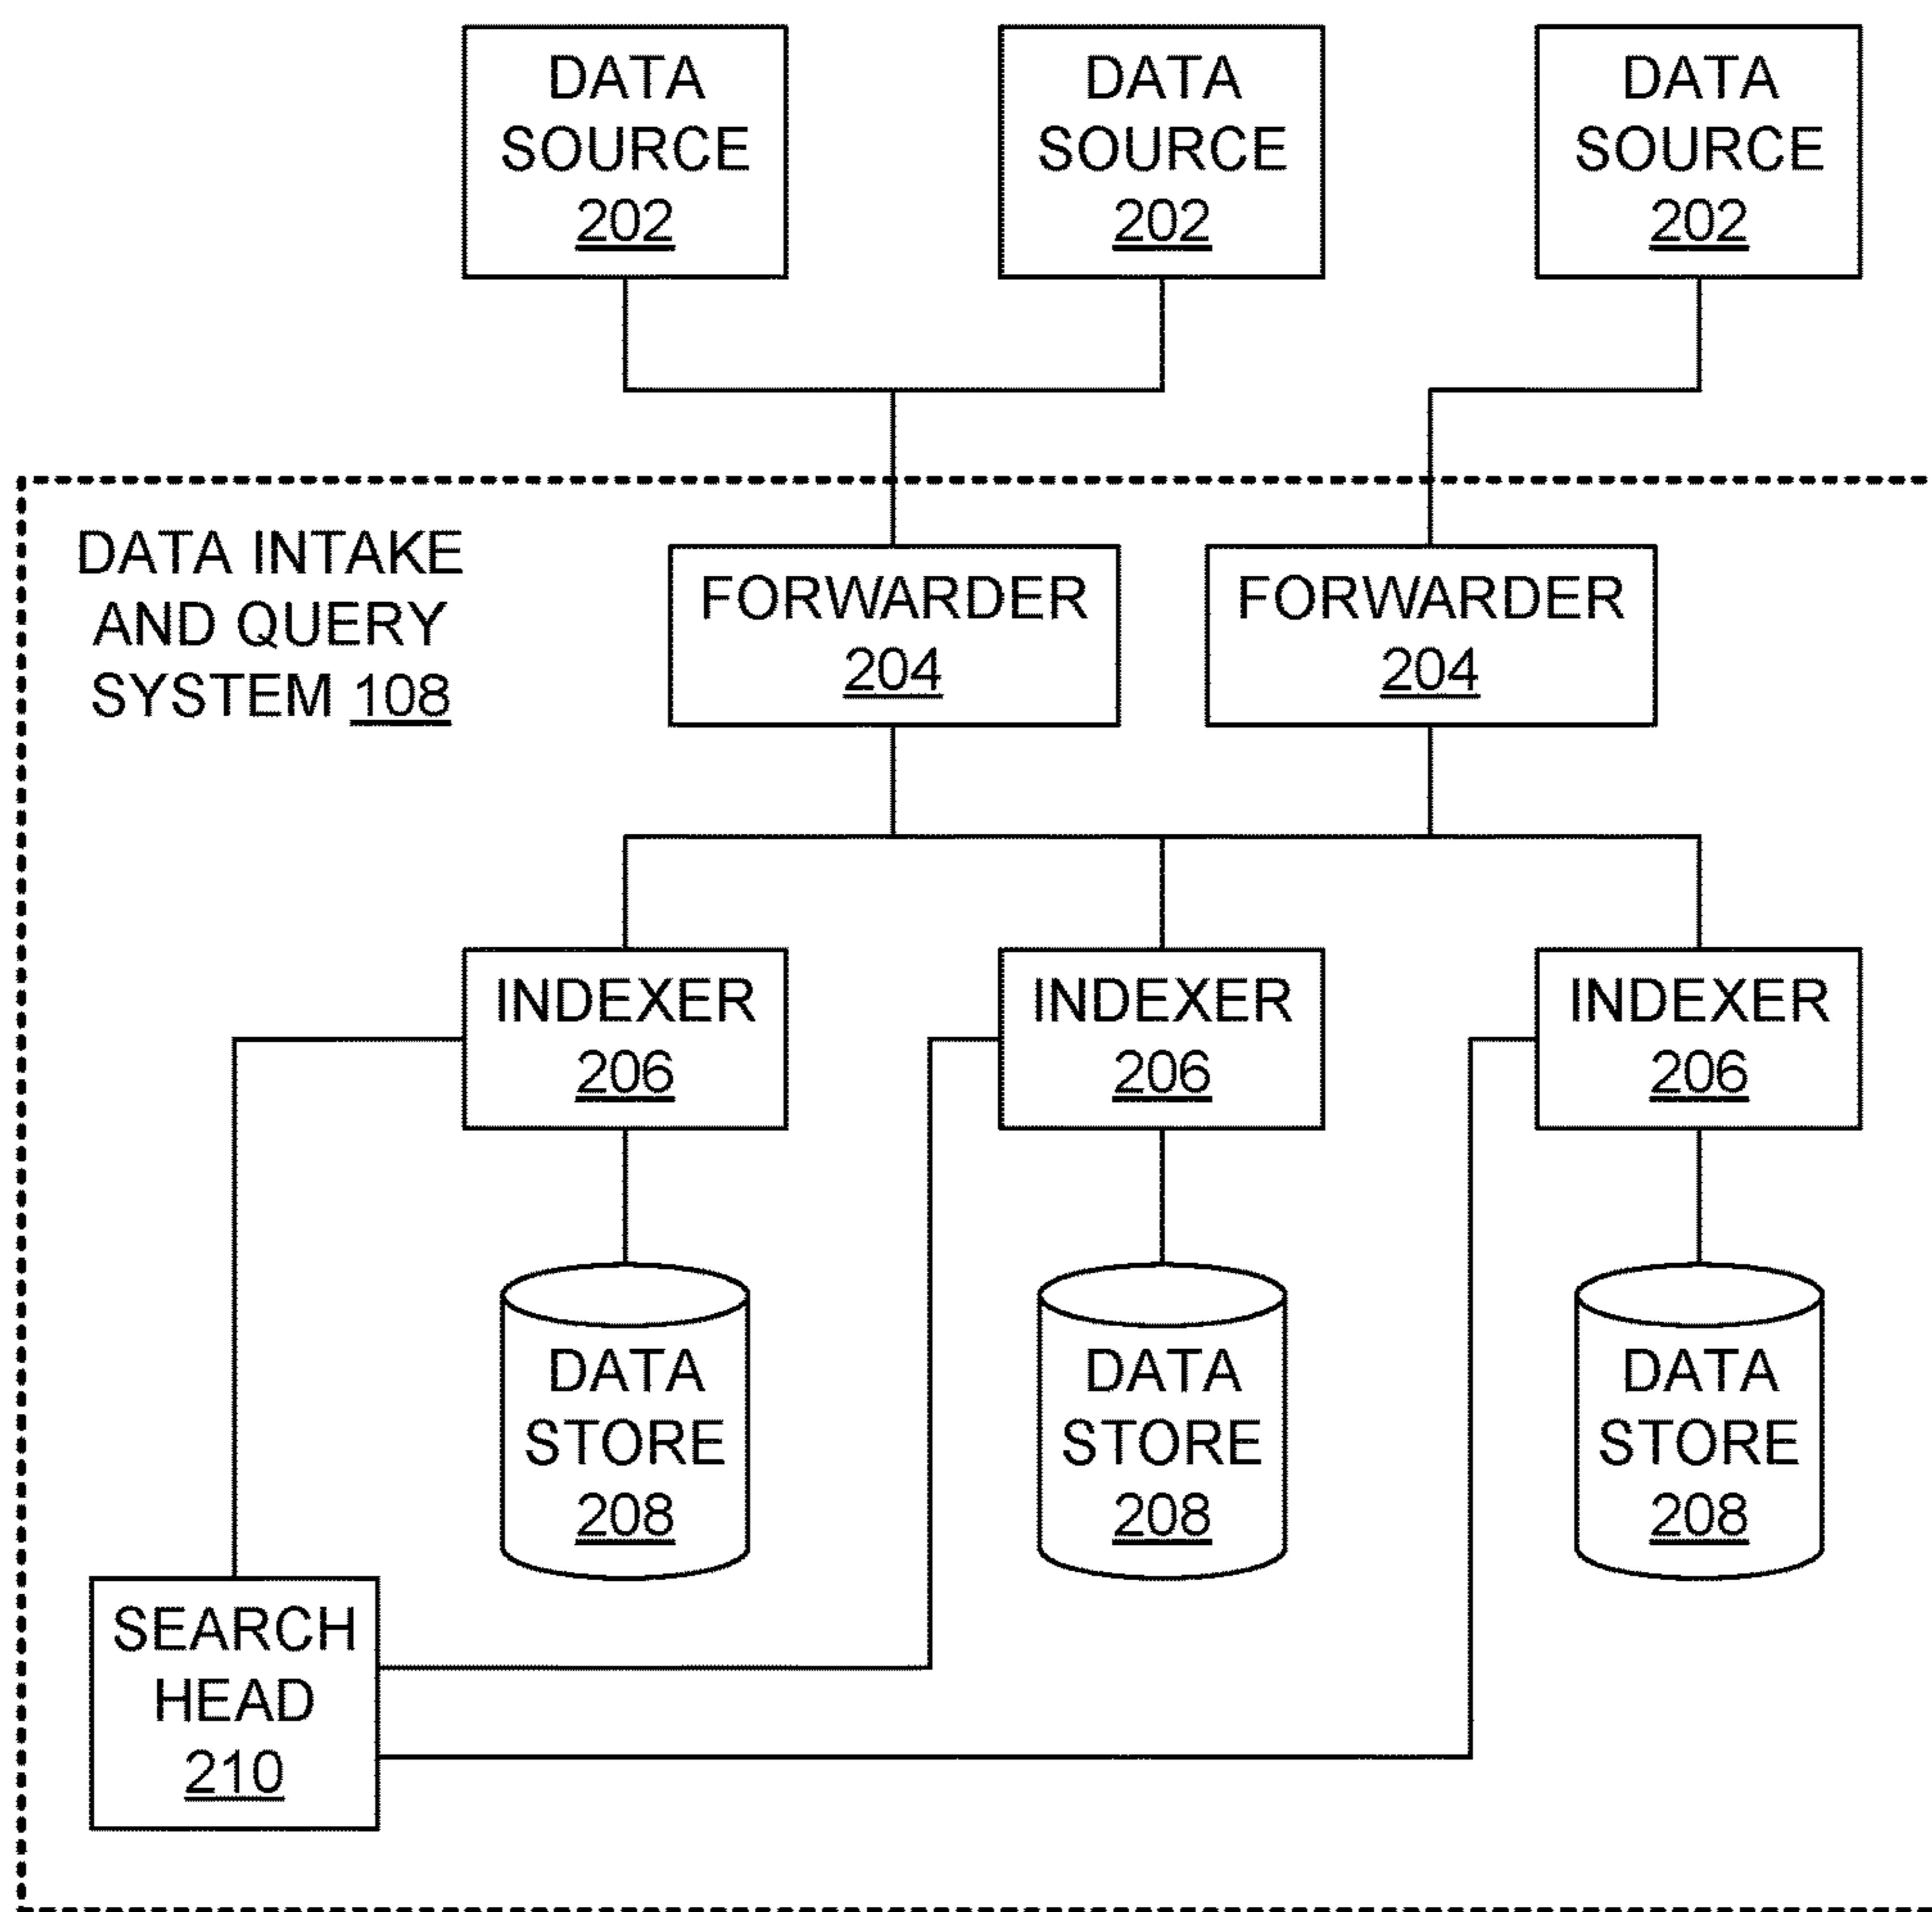 DATA
SOURCE
202
DATA
SOURCE
202
DATA
SOURCE
202
DATA INTAKE
AND QUERY
SYSTEM 108
FORWARDER
204
FORWARDER
204
INDEXER
206
INDEXER
206
INDEXER
206
DATA
STORE
208
DATA
STORE
208
DATA
STORE
208
SEARCH
HEAD
210